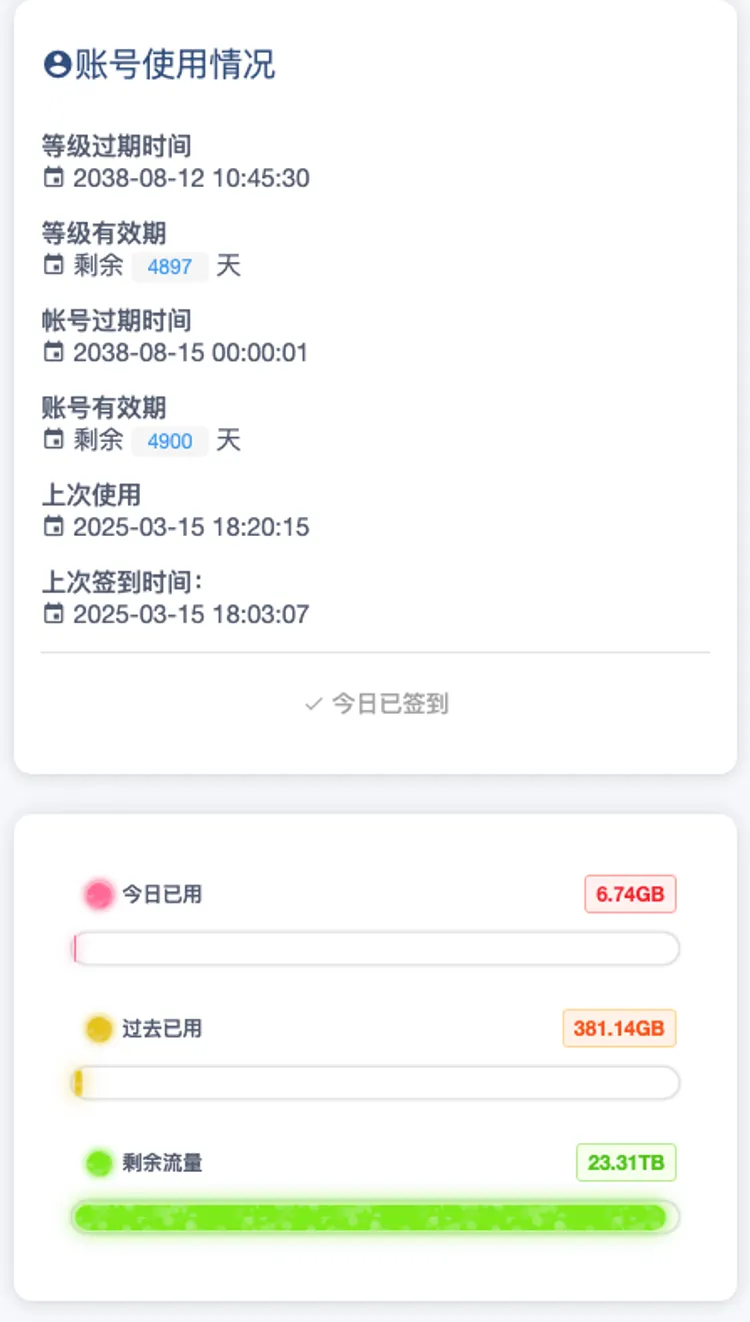 账号使用情况
等级过期时间
2038-08-12 10:45:30
等级有效期
剩余 4897 天
帐号过期时间
2038-08-15 00:00:01
账号有效期
剩余 4900 天
上次使用
2025-03-15 18:20:15
上次签到时间：
2025-03-15 18:03:07
今日已签到
今日已用 6.74GB
过去已用 381.14GB
剩余流量 23.31TB